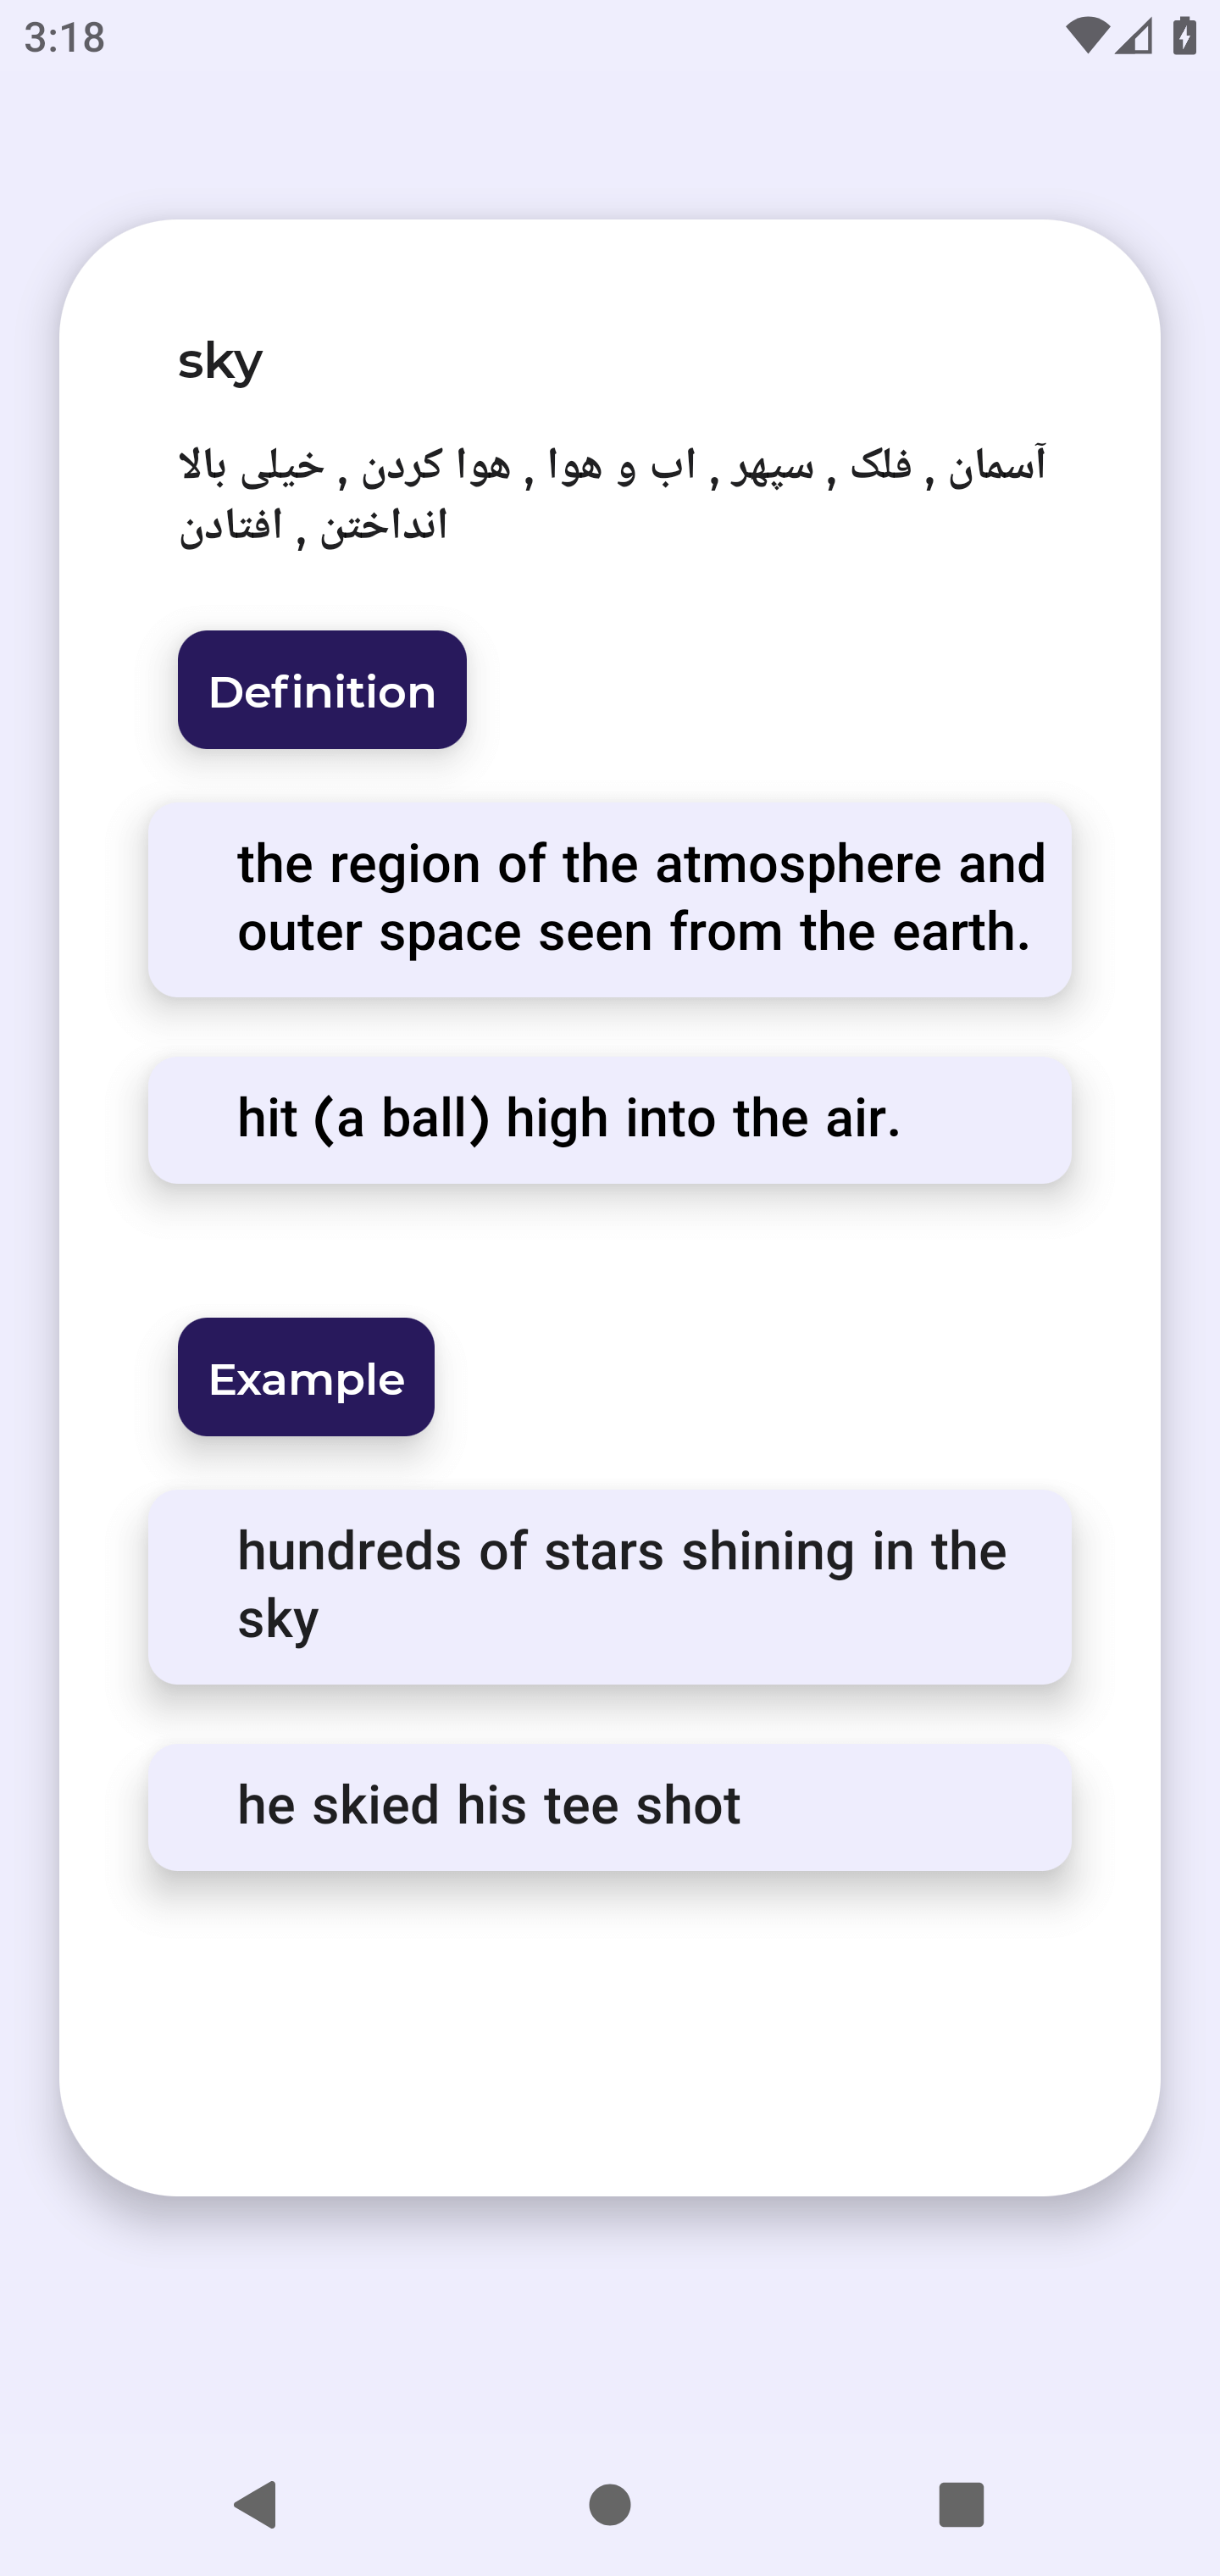 3:18
sky
آسمان , فلک , سپهر , اب و هوا , هوا کردن , خیلی بالا
انداختن , افتادن
Definition
the region of the atmosphere and
outer space seen from the earth.
hit (a ball) high into the air.
Example
hundreds of stars shining in the
sky
he skied his tee shot